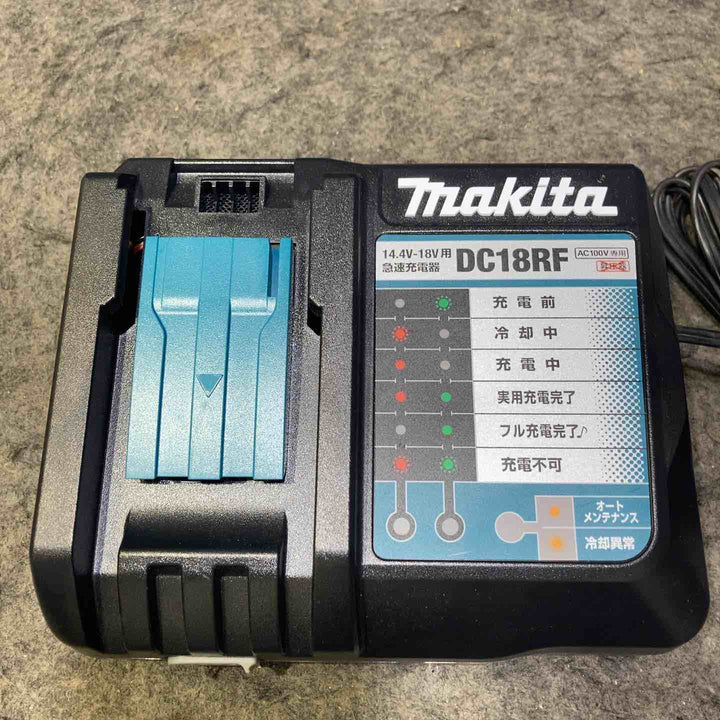 makita
14.4V-18V用
急速充電器
DC18RF
AC100V専用
充電前
冷却中
充電中
実用充電完了
フル充電完了♪
充電不可
オート
メンテナンス
冷却異常